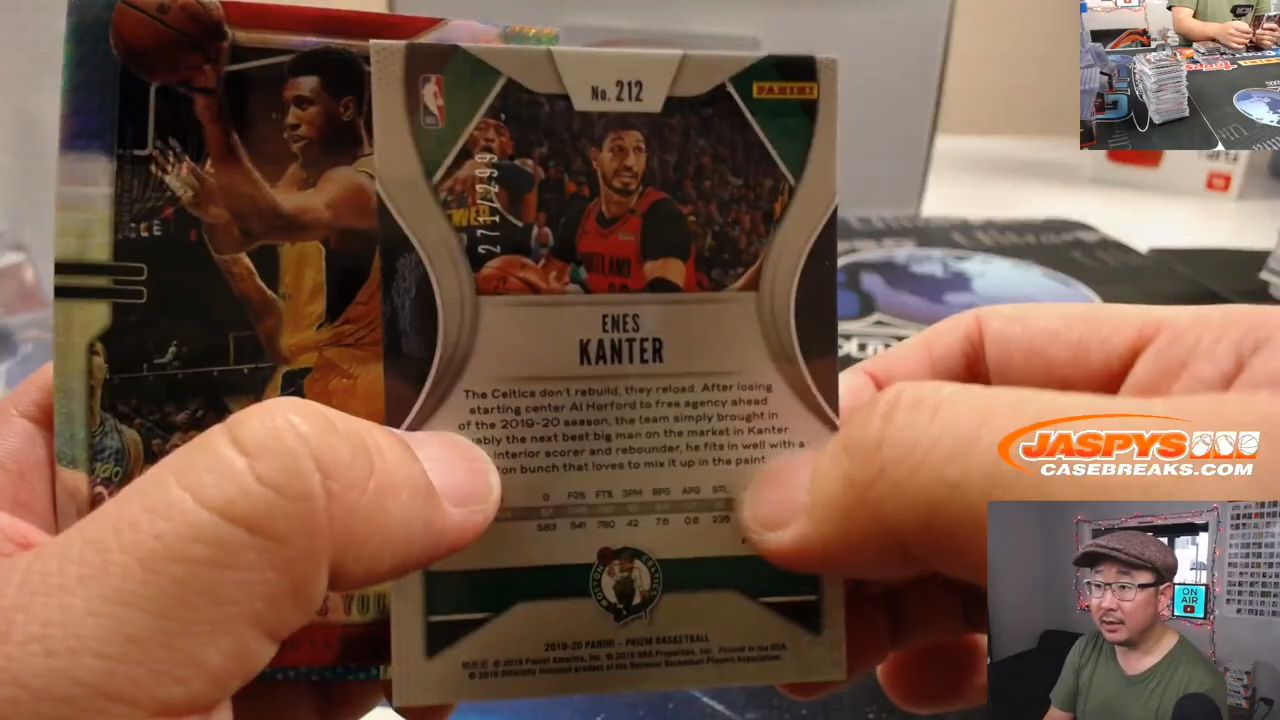 No. 212
PANINI
271/299
PORTLAND
ENES
KANTER
The Celtics don't rebuild, they reload. After losing
starting center Al Horford to free agency ahead
of the 2019-20 season, the team simply brought in
the next best big man on the market in Kanter.
interior scorer and rebounder, he fits in well with a
bunch that loves to mix it up in the paint.
G FG% FT% 3PM RPG APG STL
583 .541 .780 42 7.8 0.8 236
BOSTON CELTICS
2019-20 PANINI – PRIZM BASKETBALL
© 2019 Panini America, Inc. © 2019 NBA Properties, Inc. Printed in the USA.
© 2019 Officially licensed product of the National Basketball Players Association.
YOU
JASPYS
CASEBREAKS.COM
ON
AIR